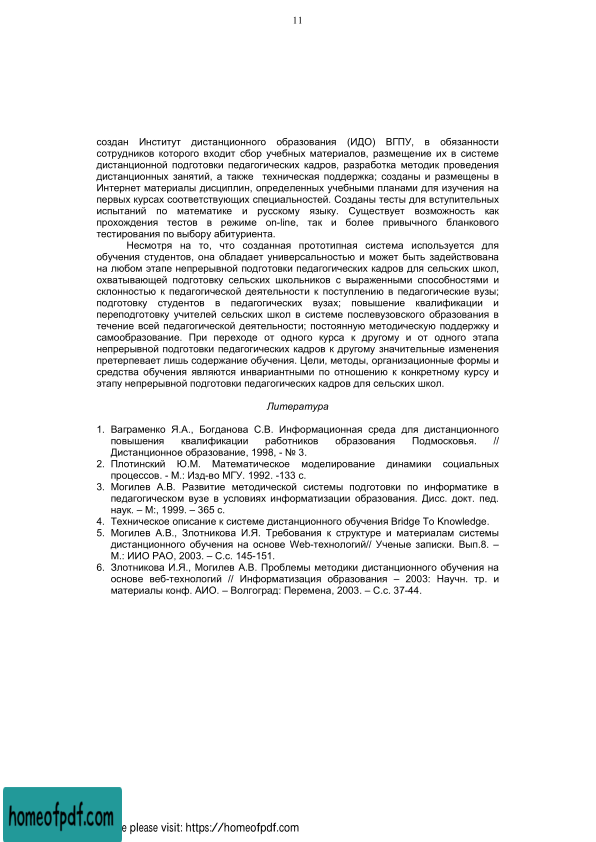 11
создан Институт дистанционного образования (ИДО) ВГПУ, в обязанности
сотрудников которого входит сбор учебных материалов, размещение их в системе
дистанционной подготовки педагогических кадров, разработка методик проведения
дистанционных занятий, а также техническая поддержка; созданы и размещены в
Интернет материалы дисциплин, определенных учебными планами для изучения на
первых курсах соответствующих специальностей. Созданы тесты для вступительных
испытаний по математике и русскому языку. Существует возможность как
прохождения тестов в режиме on-line, так и более привычного бланкового
тестирования по выбору абитуриента.
Несмотря на то, что созданная прототипная система используется для
обучения студентов, она обладает универсальностью и может быть задействована
на любом этапе непрерывной подготовки педагогических кадров для сельских школ,
охватывающей подготовку сельских школьников с выраженными способностями и
склонностью к педагогической деятельности к поступлению в педагогические вузы;
подготовку студентов в педагогических вузах; повышение квалификации и
переподготовку учителей сельских школ в системе послевузовского образования в
течение всей педагогической деятельности; постоянную методическую поддержку и
самообразование. При переходе от одного курса к другому и от одного этапа
непрерывной подготовки педагогических кадров к другому значительные изменения
претерпевает лишь содержание обучения. Цели, методы, организационные формы и
средства обучения являются инвариантными по отношению к конкретному курсу и
этапу непрерывной подготовки педагогических кадров для сельских школ.
Литература
1. Ваграменко Я.А., Богданова С.В. Информационная среда для дистанционного
повышения квалификации работников образования Подмосковья. //
Дистанционное образование, 1998, - № 3.
2. Плотинский Ю.М. Математическое моделирование динамики социальных
процессов. - М.: Изд-во МГУ. 1992. -133 с.
3. Могилев А.В. Развитие методической системы подготовки по информатике в
педагогическом вузе в условиях информатизации образования. Дисс. докт. пед.
наук. – М:, 1999. – 365 с.
4. Техническое описание к системе дистанционного обучения Bridge To Knowledge.
5. Могилев А.В., Злотникова И.Я. Требования к структуре и материалам системы
дистанционного обучения на основе Web-технологий// Ученые записки. Вып.8. –
М.: ИИО РАО, 2003. – С.с. 145-151.
6. Злотникова И.Я., Могилев А.В. Проблемы методики дистанционного обучения на
основе веб-технологий // Информатизация образования – 2003: Научн. тр. и
материалы конф. АИО. – Волгоград: Перемена, 2003. – С.с. 37-44.
homeofpdf.com
please visit: https://homeofpdf.com